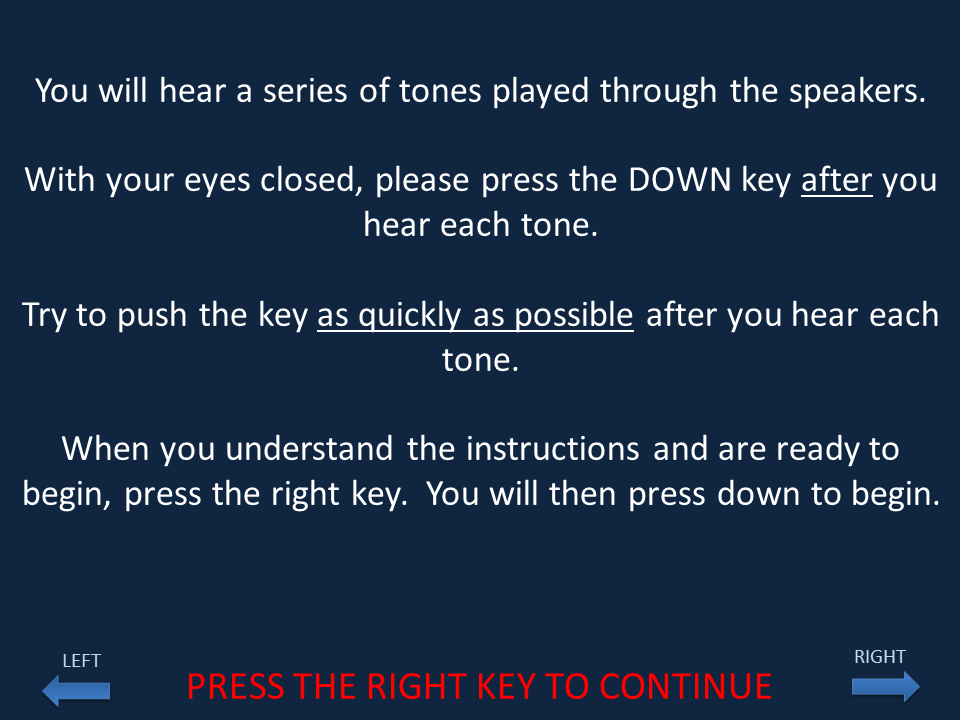 You will hear a series of tones played through the speakers.
With your eyes closed, please press the DOWN key after you
hear each tone.
Try to push the key as quickly as possible after you hear each
tone.
When you understand the instructions and are ready to
begin, press the right key.  You will then press down to begin.
LEFT
RIGHT
PRESS THE RIGHT KEY TO CONTINUE